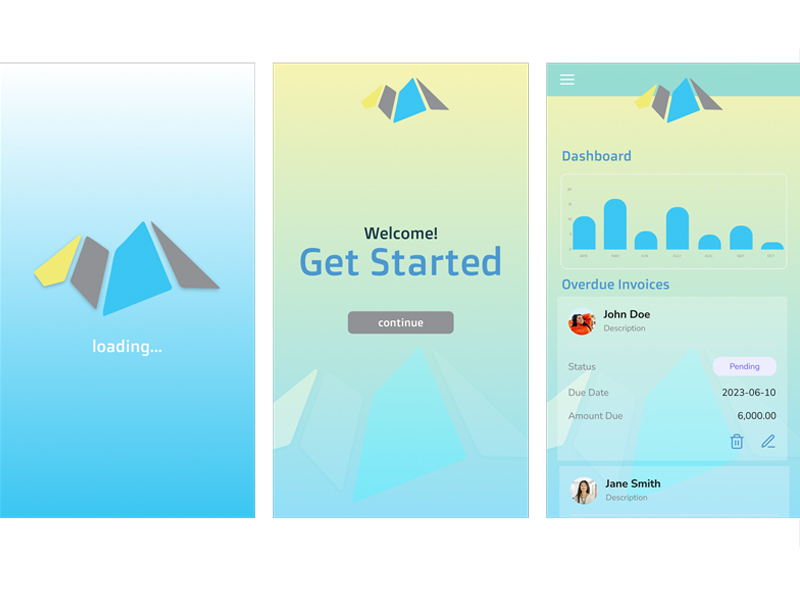 loading...
Welcome!
Get Started
continue
Dashboard
Overdue Invoices
John Doe
Description
Status
Pending
Due Date
2023-06-10
Amount Due
6,000.00
Jane Smith
Description